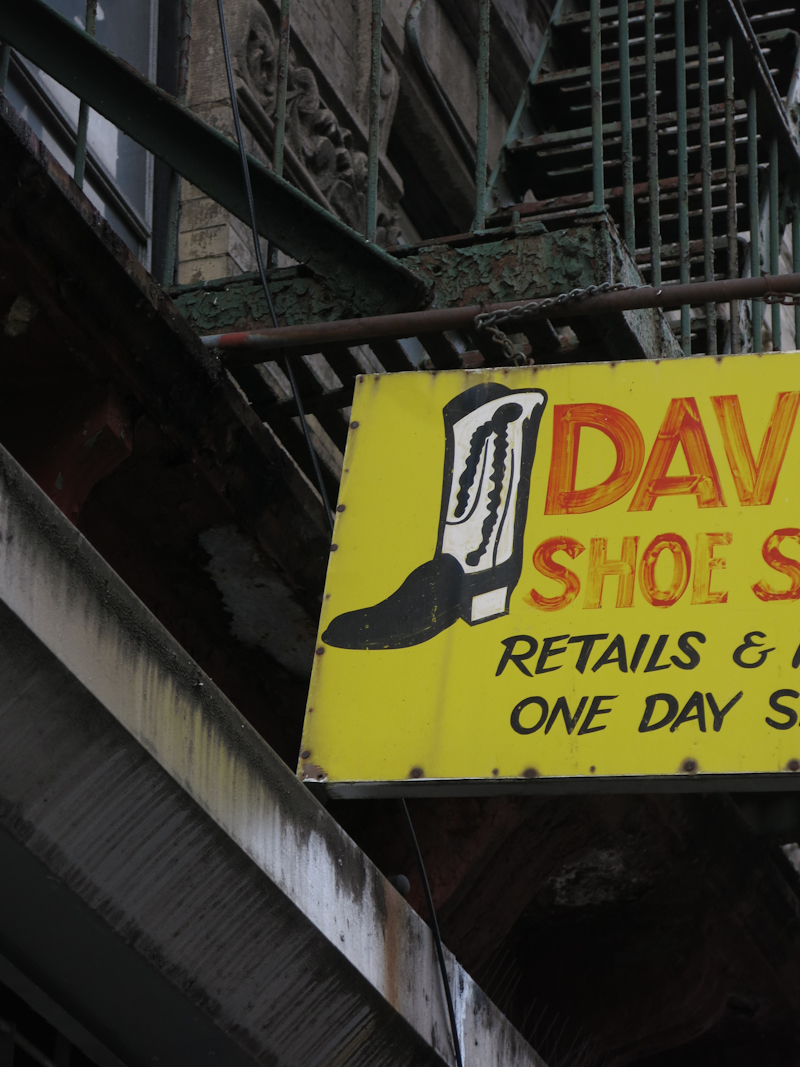 DAV
SHOE S
RETAILS &
ONE DAY S